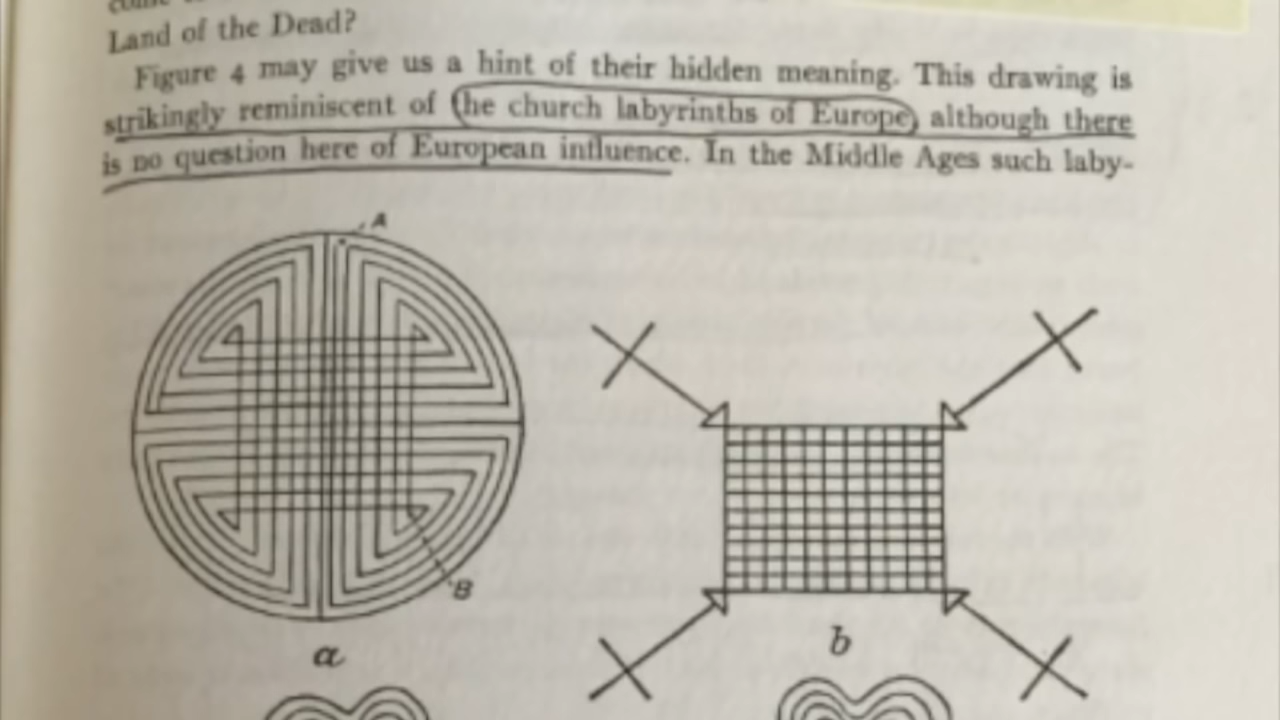 Land of the Dead?
Figure 4 may give us a hint of their hidden meaning. This drawing is
strikingly reminiscent of the church labyrinths of Europe, although there
is no question here of European influence. In the Middle Ages such laby-
A
B
a
b